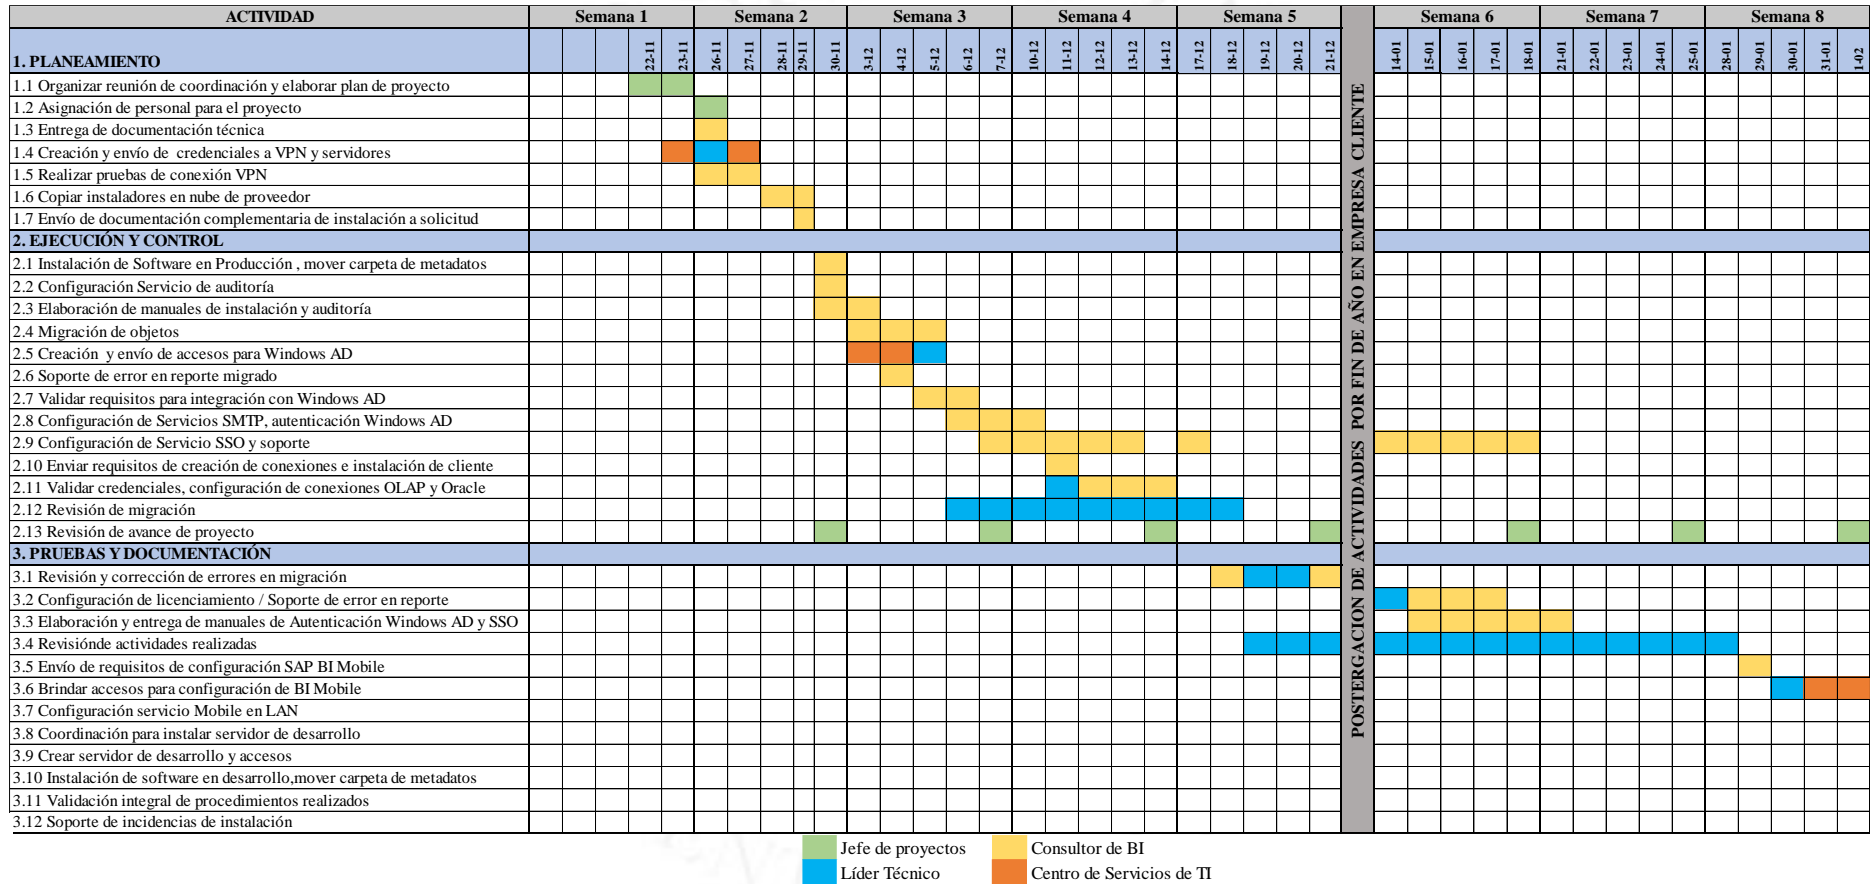 ACTIVIDAD Semana 1 Semana 2 Semana 3 Semana 4 Semana 5 Semana 6 Semana 7 Semana 8
1. PLANEAMIENTO 22-11 23-11 26-11 27-11 28-11 29-11 30-11 3-12 4-12 5-12 6-12 7-12 10-12 11-12 12-12 13-12 14-12 17-12 18-12 19-12 20-12 21-12 14-01 15-01 16-01 17-01 18-01 21-01 22-01 23-01 24-01 25-01 28-01 29-01 30-01 31-01 1-02
1.1 Organizar reunión de coordinación y elaborar plan de proyecto
1.2 Asignación de personal para el proyecto
1.3 Entrega de documentación técnica
1.4 Creación y envío de credenciales a VPN y servidores
1.5 Realizar pruebas de conexión VPN
1.6 Copiar instaladores en nube de proveedor
1.7 Envío de documentación complementaria de instalación a solicitud
2. EJECUCIÓN Y CONTROL
2.1 Instalación de Software en Producción , mover carpeta de metadatos
2.2 Configuración Servicio de auditoría
2.3 Elaboración de manuales de instalación y auditoría
2.4 Migración de objetos
2.5 Creación y envío de accesos para Windows AD
2.6 Soporte de error en reporte migrado
2.7 Validar requisitos para integración con Windows AD
2.8 Configuración de Servicios SMTP, autenticación Windows AD
2.9 Configuración de Servicio SSO y soporte
2.10 Enviar requisitos de creación de conexiones e instalación de cliente
2.11 Validar credenciales, configuración de conexiones OLAP y Oracle
2.12 Revisión de migración
2.13 Revisión de avance de proyecto
3. PRUEBAS Y DOCUMENTACIÓN
3.1 Revisión y corrección de errores en migración
3.2 Configuración de licenciamiento / Soporte de error en reporte
3.3 Elaboración y entrega de manuales de Autenticación Windows AD y SSO
3.4 Revisiónde actividades realizadas
3.5 Envío de requisitos de configuración SAP BI Mobile
3.6 Brindar accesos para configuración de BI Mobile
3.7 Configuración servicio Mobile en LAN
3.8 Coordinación para instalar servidor de desarrollo
3.9 Crear servidor de desarrollo y accesos
3.10 Instalación de software en desarrollo,mover carpeta de metadatos
3.11 Validación integral de procedimientos realizados
3.12 Soporte de incidencias de instalación
POSTERGACION DE ACTIVIDADES POR FIN DE AÑO EN EMPRESA CLIENTE
Jefe de proyectos Consultor de BI
Líder Técnico Centro de Servicios de TI